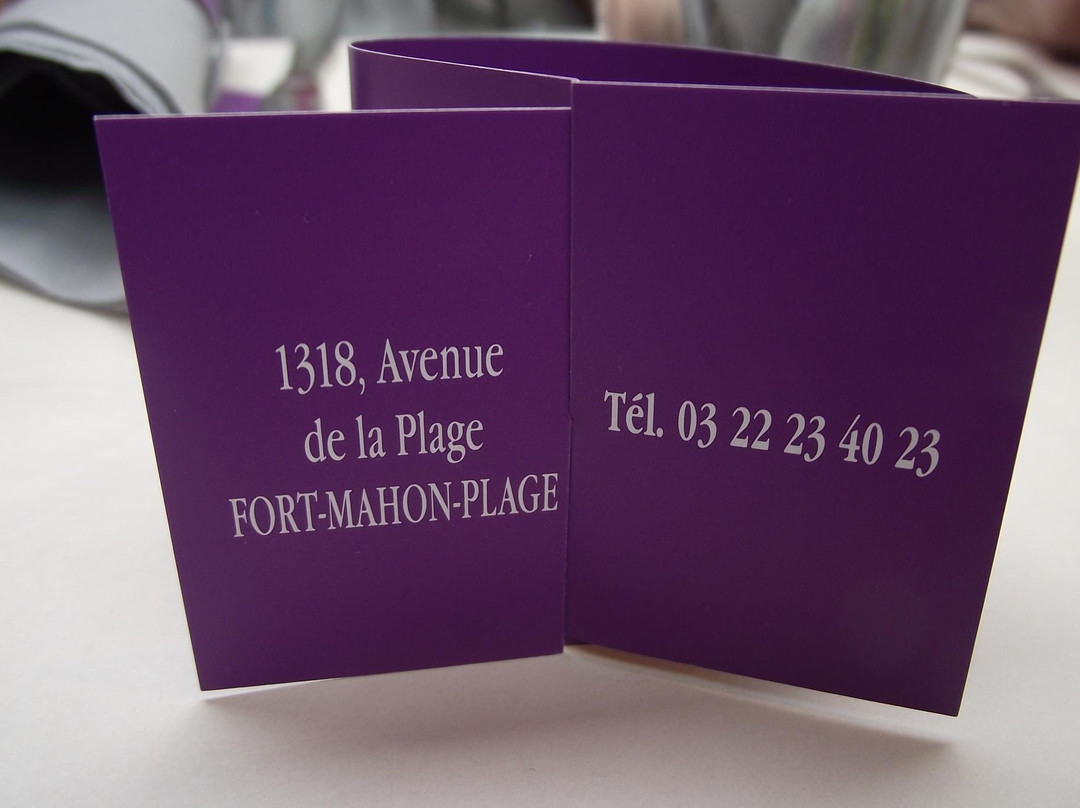 1318, Avenue
de la Plage
FORT-MAHON-PLAGE
Tél. 03 22 23 40 23